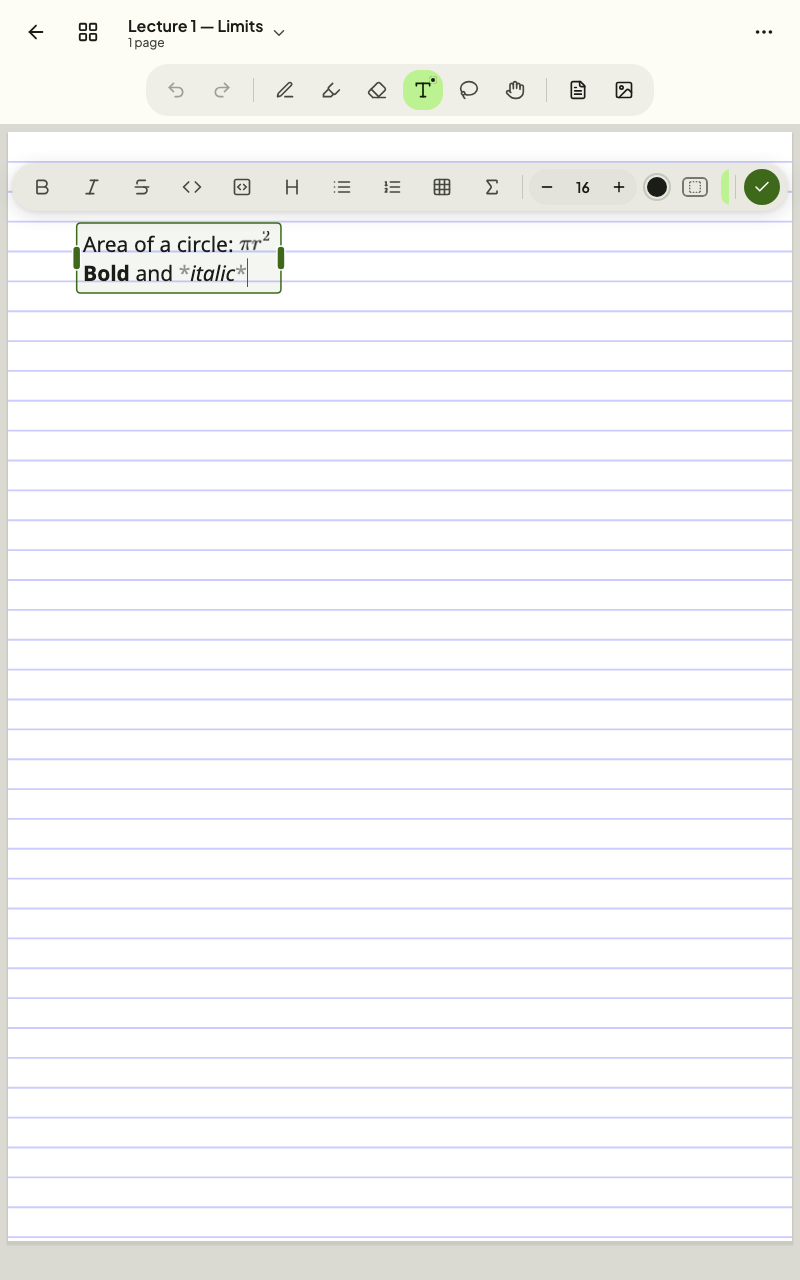 Lecture 1 — Limits
1 page
16
Area of a circle: πr²
Bold and *italic*